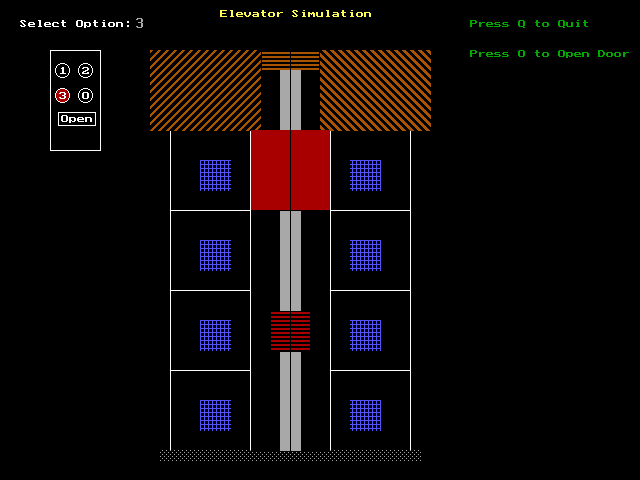 Elevator Simulation
Select Option: 3
Press Q to Quit
Press O to Open Door
1 2
3 0
Open